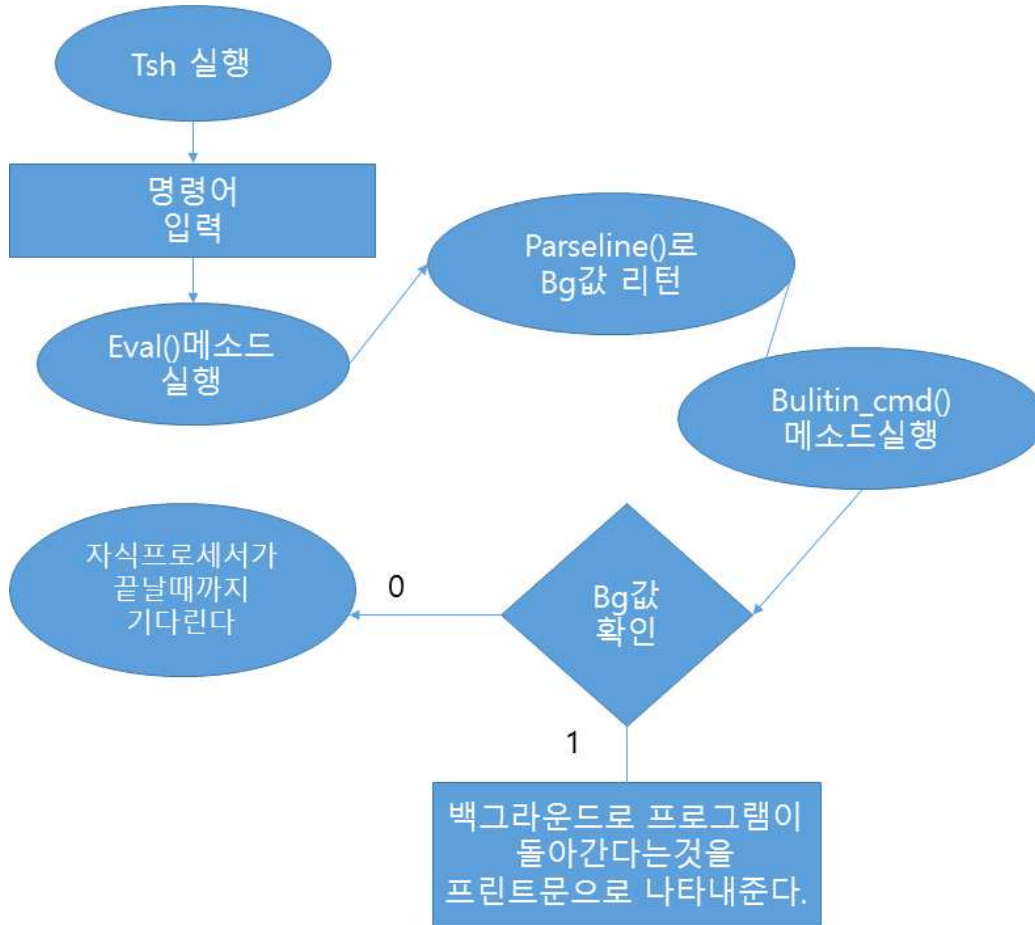 Tsh 실행
명령어
입력
Eval()메소드
실행
Parseline()로
Bg값 리턴
Bulitin_cmd()
메소드실행
Bg값
확인
0
자식프로세서가
끝날때까지
기다린다
1
백그라운드로 프로그램이
돌아간다는것을
프린트문으로 나타내준다.